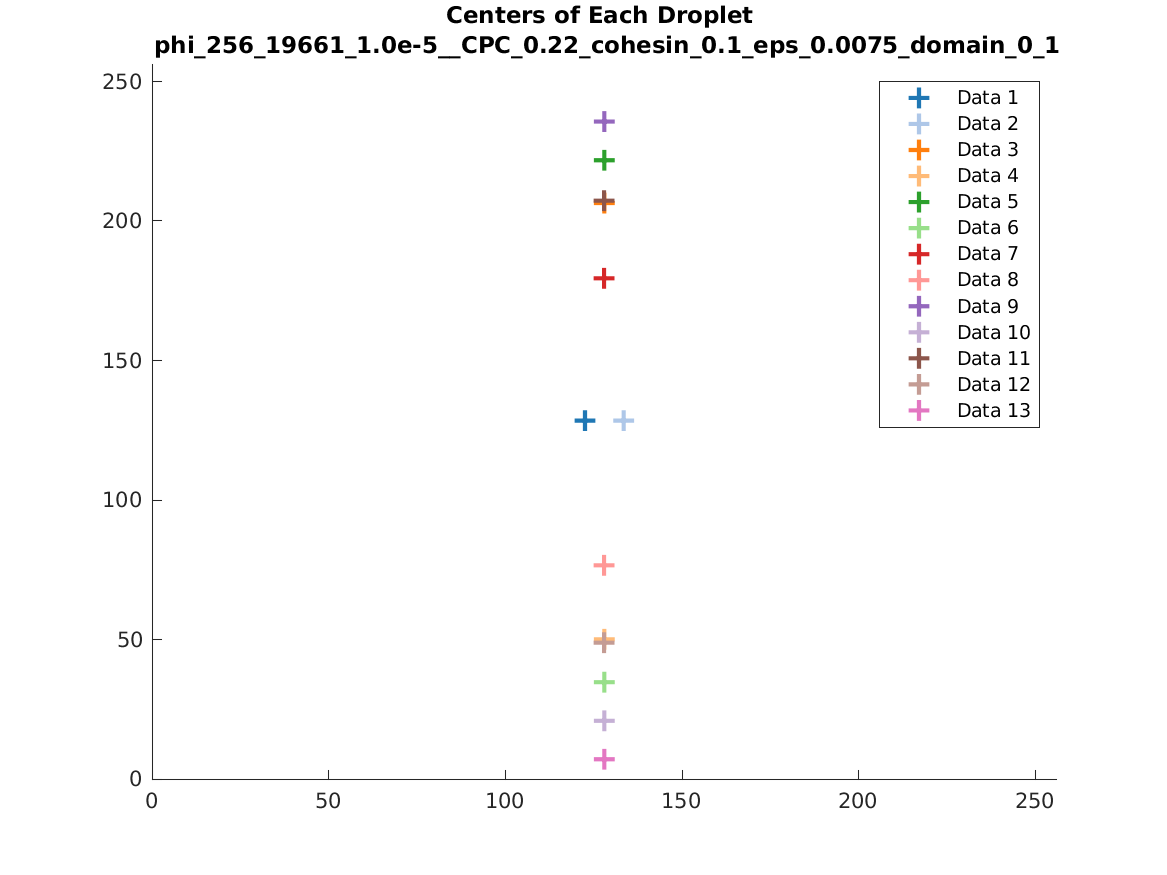 Centers of Each Droplet
phi_256_19661_1.0e-5__CPC_0.22_cohesin_0.1_eps_0.0075_domain_0_1
250
200
150
100
50
0
0 50 100 150 200 250
Data 1
Data 2
Data 3
Data 4
Data 5
Data 6
Data 7
Data 8
Data 9
Data 10
Data 11
Data 12
Data 13